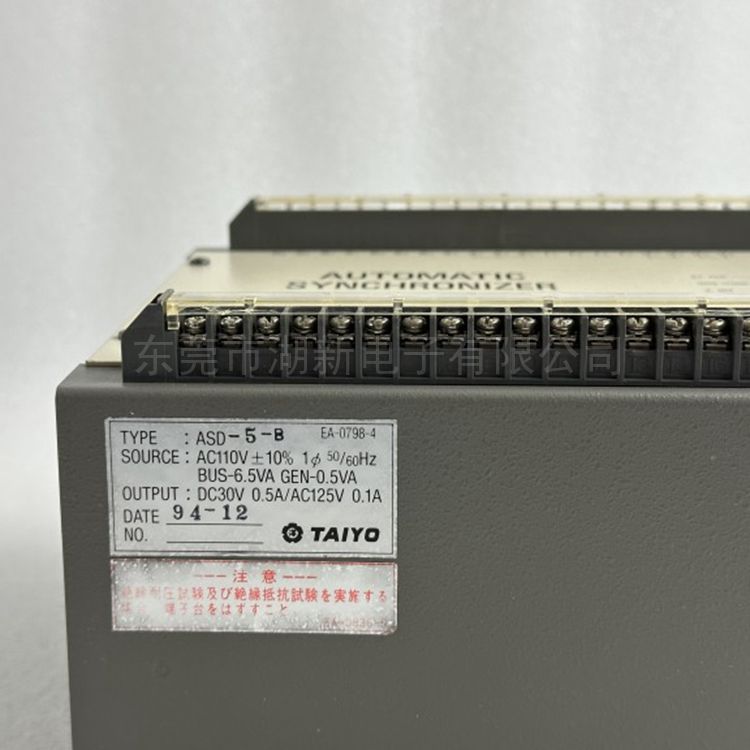 AUTOMATIC
SYNCHRONIZER
东莞市湖新电子有限公司
TYPE : ASD-5-B EA-0798-4
SOURCE : AC110V ±10% 1φ 50/60Hz
BUS-6.5VA GEN-0.5VA
OUTPUT : DC30V 0.5A/AC125V 0.1A
DATE 94-12
NO. TAIYO
--- 注 意 ---
絶縁耐圧試験及び絶縁抵抗試験を実施する
場合 端子台をはずすこと